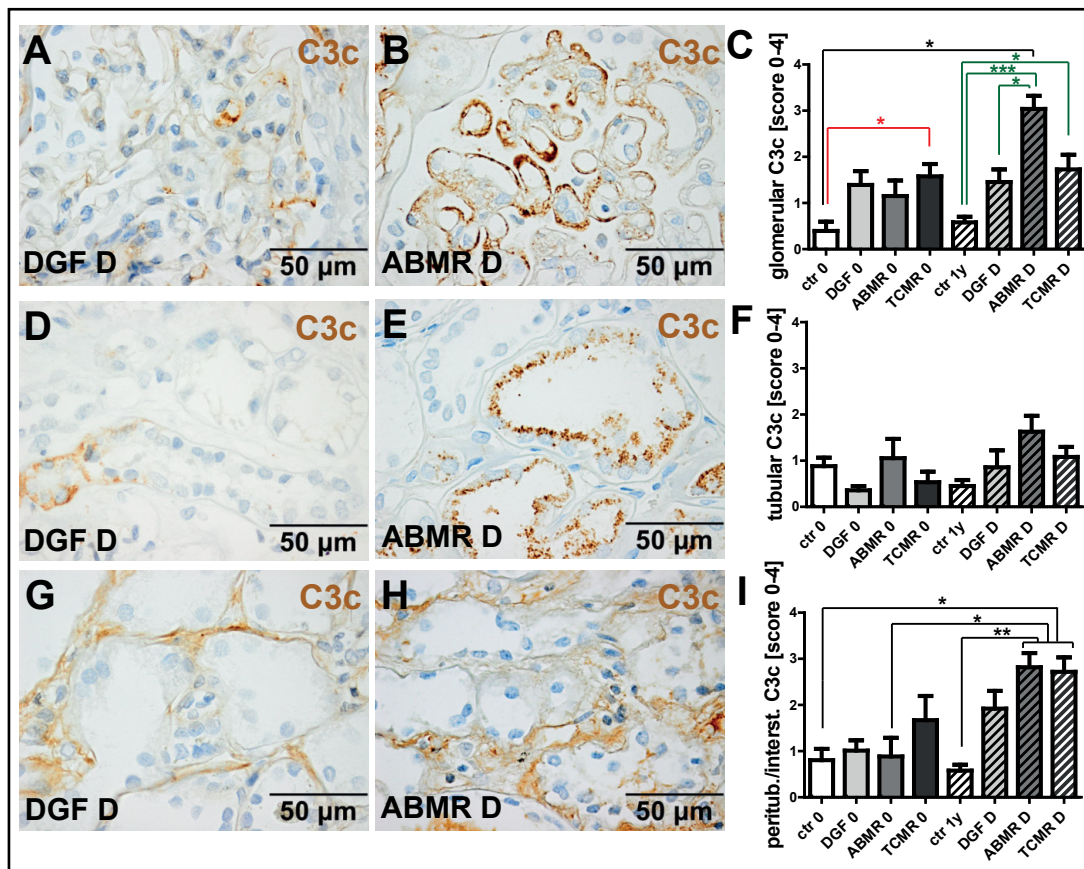 A
C3c
DGF D
50 µm
B
C3c
ABMR D
50 µm
C
glomerular C3c [score 0-4]
4
3
2
1
0
*
*
*
***
*
ctr 0
DGF 0
ABMR 0
TCMR 0
ctr 1y
DGF D
ABMR D
TCMR D
D
C3c
DGF D
50 µm
E
C3c
ABMR D
50 µm
F
tubular C3c [score 0-4]
4
3
2
1
0
ctr 0
DGF 0
ABMR 0
TCMR 0
ctr 1y
DGF D
ABMR D
TCMR D
G
C3c
DGF D
50 µm
H
C3c
ABMR D
50 µm
I
peritub./interst. C3c [score 0-4]
4
3
2
1
0
*
*
**
ctr 0
DGF 0
ABMR 0
TCMR 0
ctr 1y
DGF D
ABMR D
TCMR D